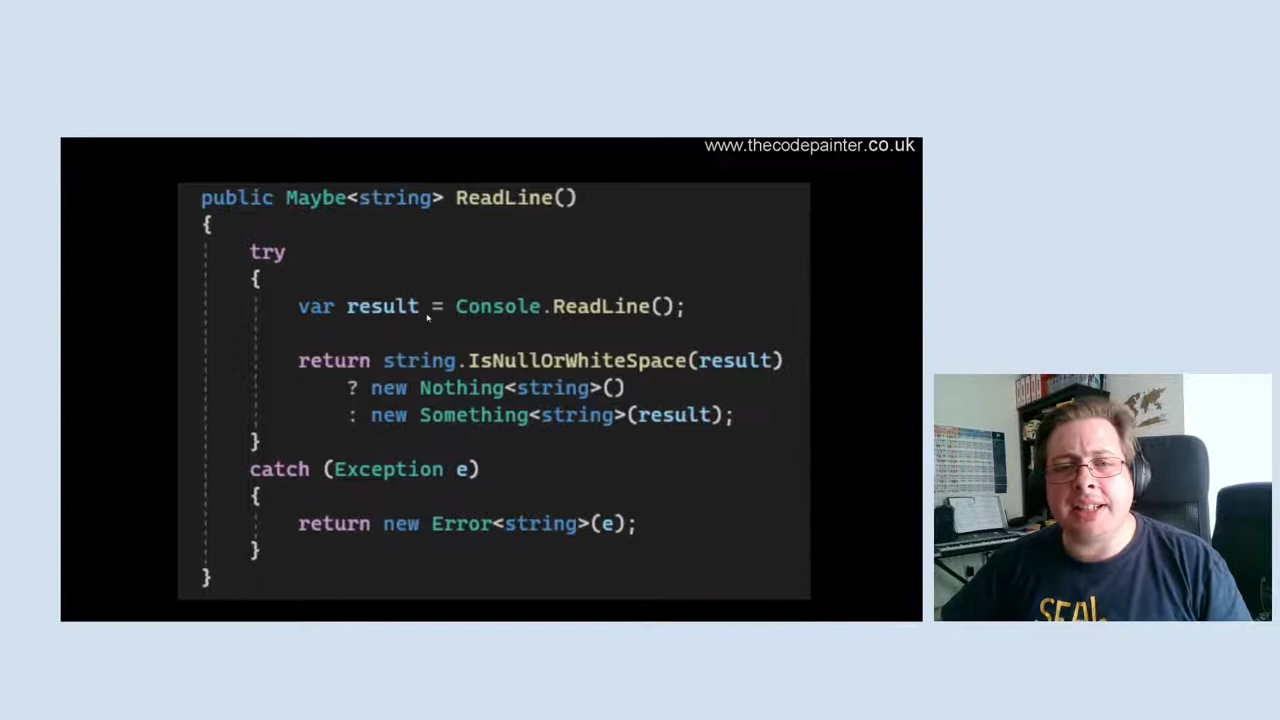 www.thecodepainter.co.uk
public Maybe<string> ReadLine()
{
try
{
var result = Console.ReadLine();
return string.IsNullOrWhiteSpace(result)
? new Nothing<string>()
: new Something<string>(result);
}
catch (Exception e)
{
return new Error<string>(e);
}
}
SEAL